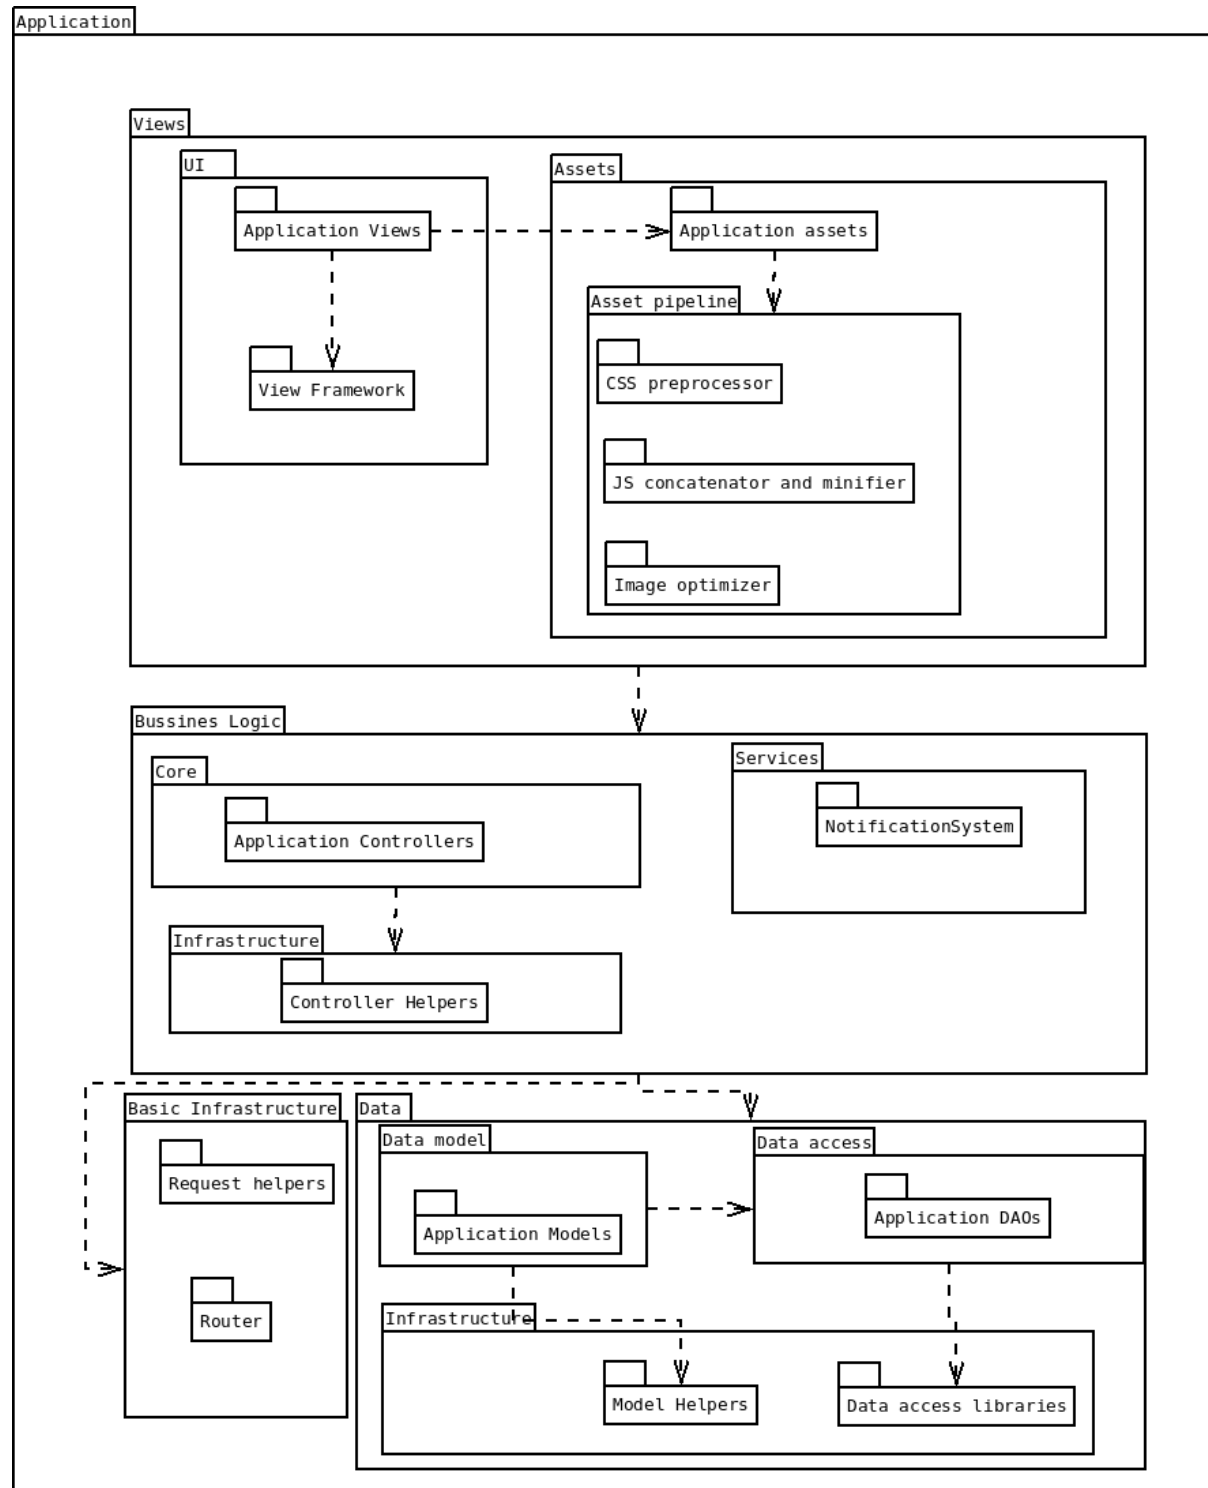 Application
Views
UI
Assets
Application Views
Application assets
Asset pipeline
View Framework
CSS preprocessor
JS concatenator and minifier
Image optimizer
Bussines Logic
Core
Services
Application Controllers
NotificationSystem
Infrastructure
Controller Helpers
Basic Infrastructure
Data
Request helpers
Router
Data model
Data access
Application Models
Application DAOs
Infrastructure
Model Helpers
Data access libraries